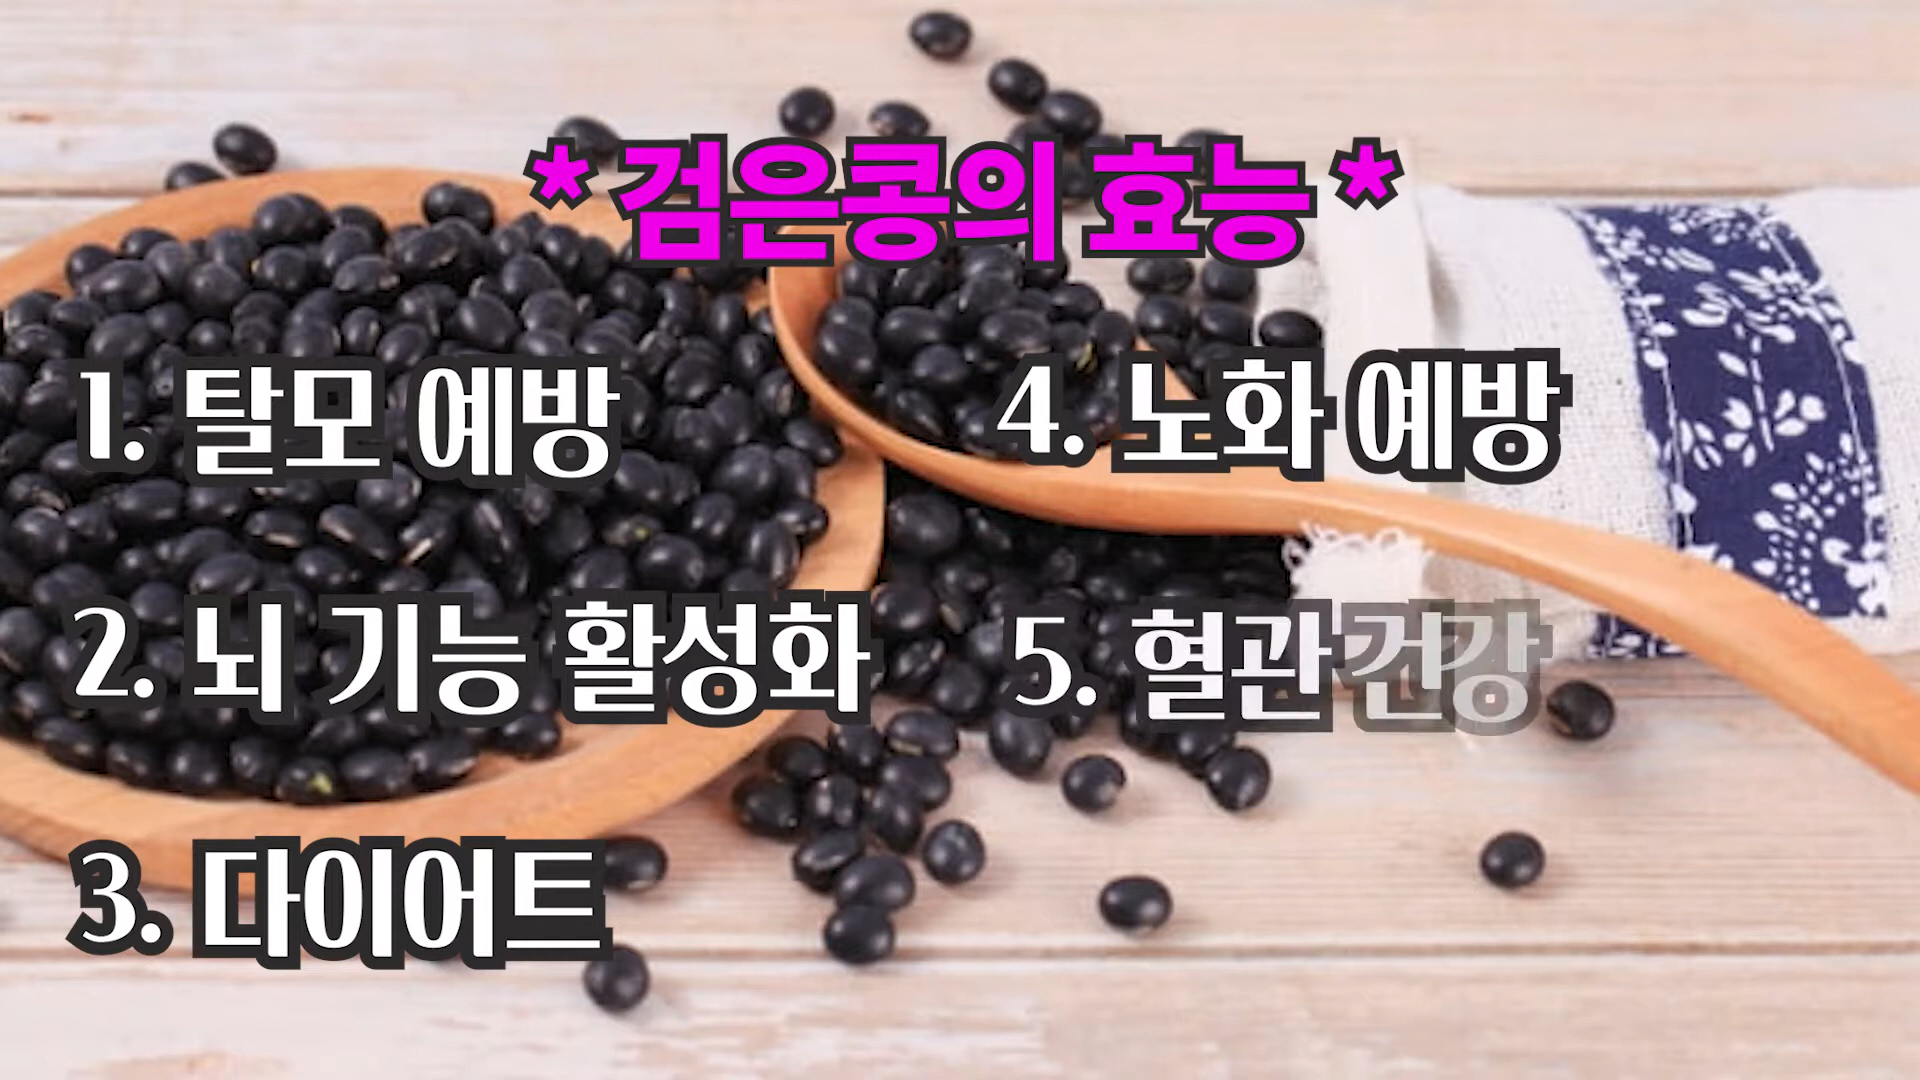 * 검은콩의 효능 *
1. 탈모 예방
2. 뇌 기능 활성화
3. 다이어트
4. 노화 예방
5. 혈관 건강